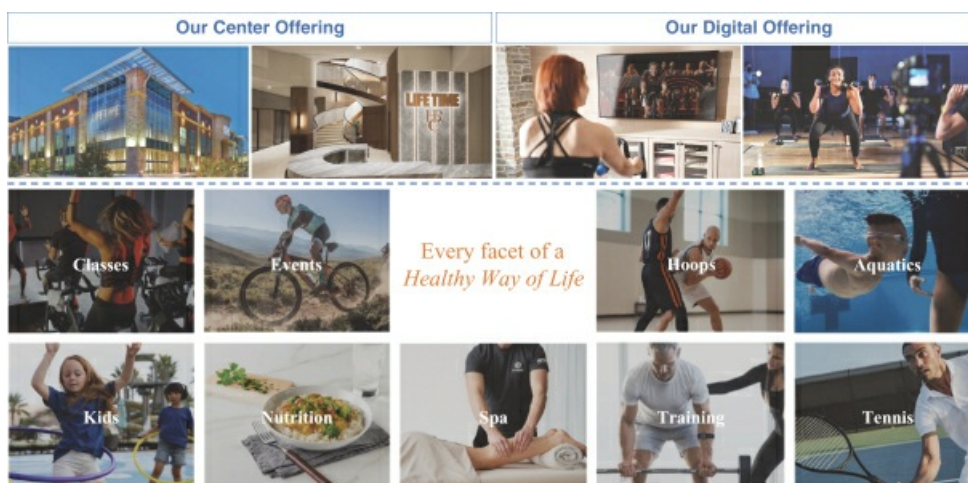 Our Center Offering
Our Digital Offering
LIFE TIME
Classes
Events
Every facet of a
Healthy Way of Life
Hoops
Aquatics
Kids
Nutrition
Spa
Training
Tennis